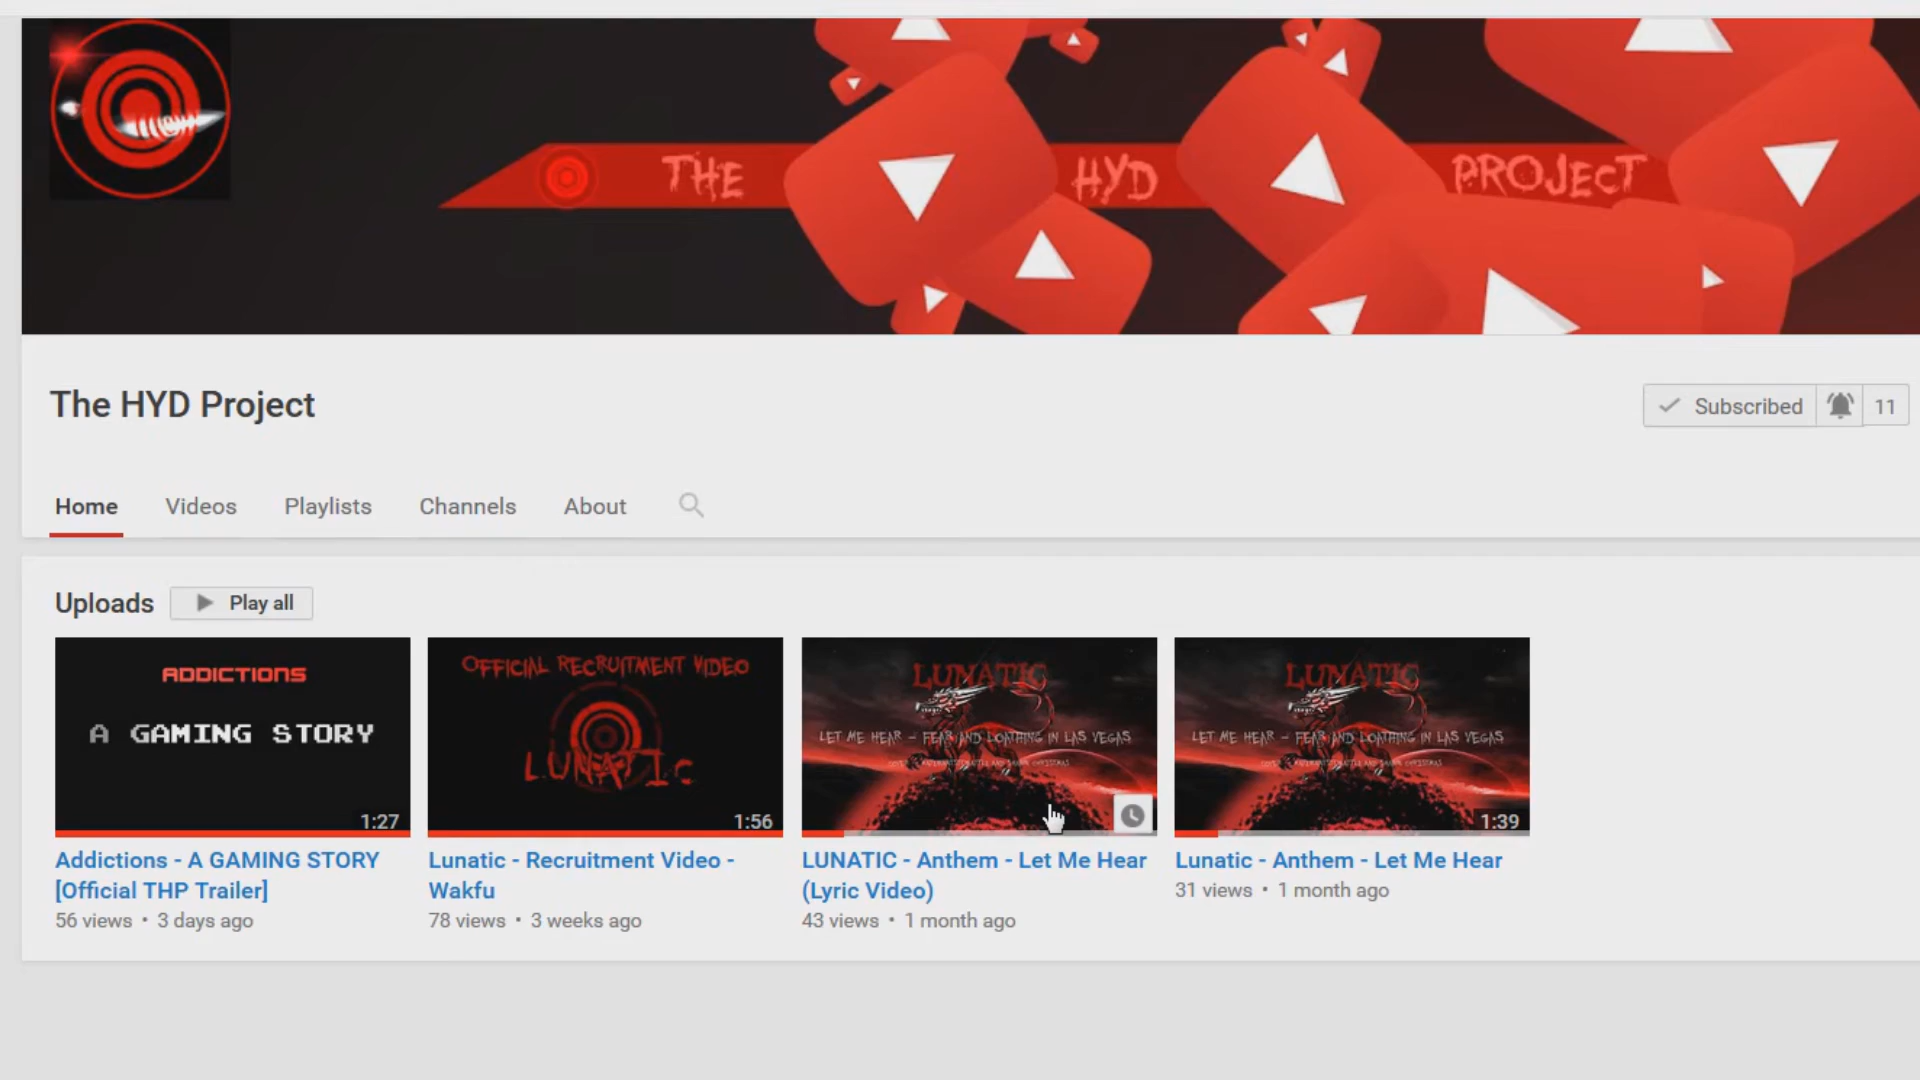 THE HYD PROJECT
The HYD Project
Subscribed 11
Home Videos Playlists Channels About
Uploads Play all
ADDICTIONS
A GAMING STORY
1:27
OFFICIAL RECRUITMENT VIDEO
LUNATIC
1:56
LUNATIC
LET ME HEAR - FEAR AND LOATHING IN LAS VEGAS
LUNATIC
LET ME HEAR - FEAR AND LOATHING IN LAS VEGAS
1:39
Addictions - A GAMING STORY
[Official THP Trailer]
56 views • 3 days ago
Lunatic - Recruitment Video -
Wakfu
78 views • 3 weeks ago
LUNATIC - Anthem - Let Me Hear
(Lyric Video)
43 views • 1 month ago
Lunatic - Anthem - Let Me Hear
31 views • 1 month ago